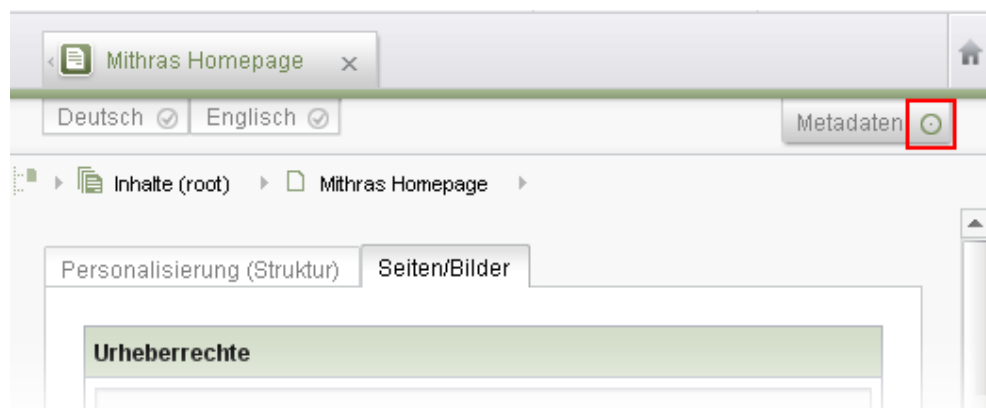 Mithras Homepage
Deutsch Englisch Metadaten
Inhalte (root) Mithras Homepage
Personalisierung (Struktur) Seiten/Bilder
Urheberrechte